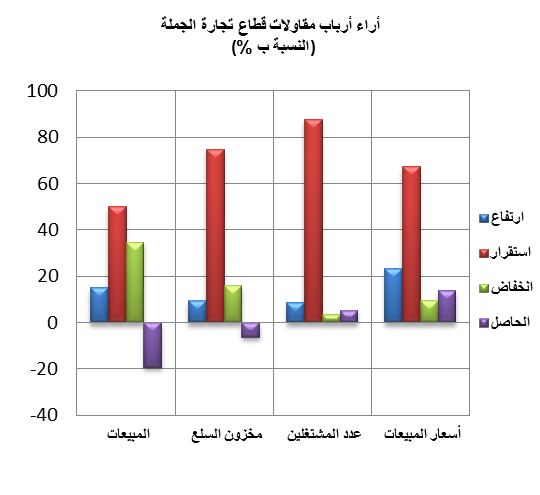 أراء أرباب مقاولات قطاع تجارة الجملة
(النسبة ب %)
100
80
60
40
20
0
-20
-40
ارتفاع
استقرار
انخفاض
الحاصل
المبيعات
مخزون السلع
عدد المشتغلين
أسعار المبيعات